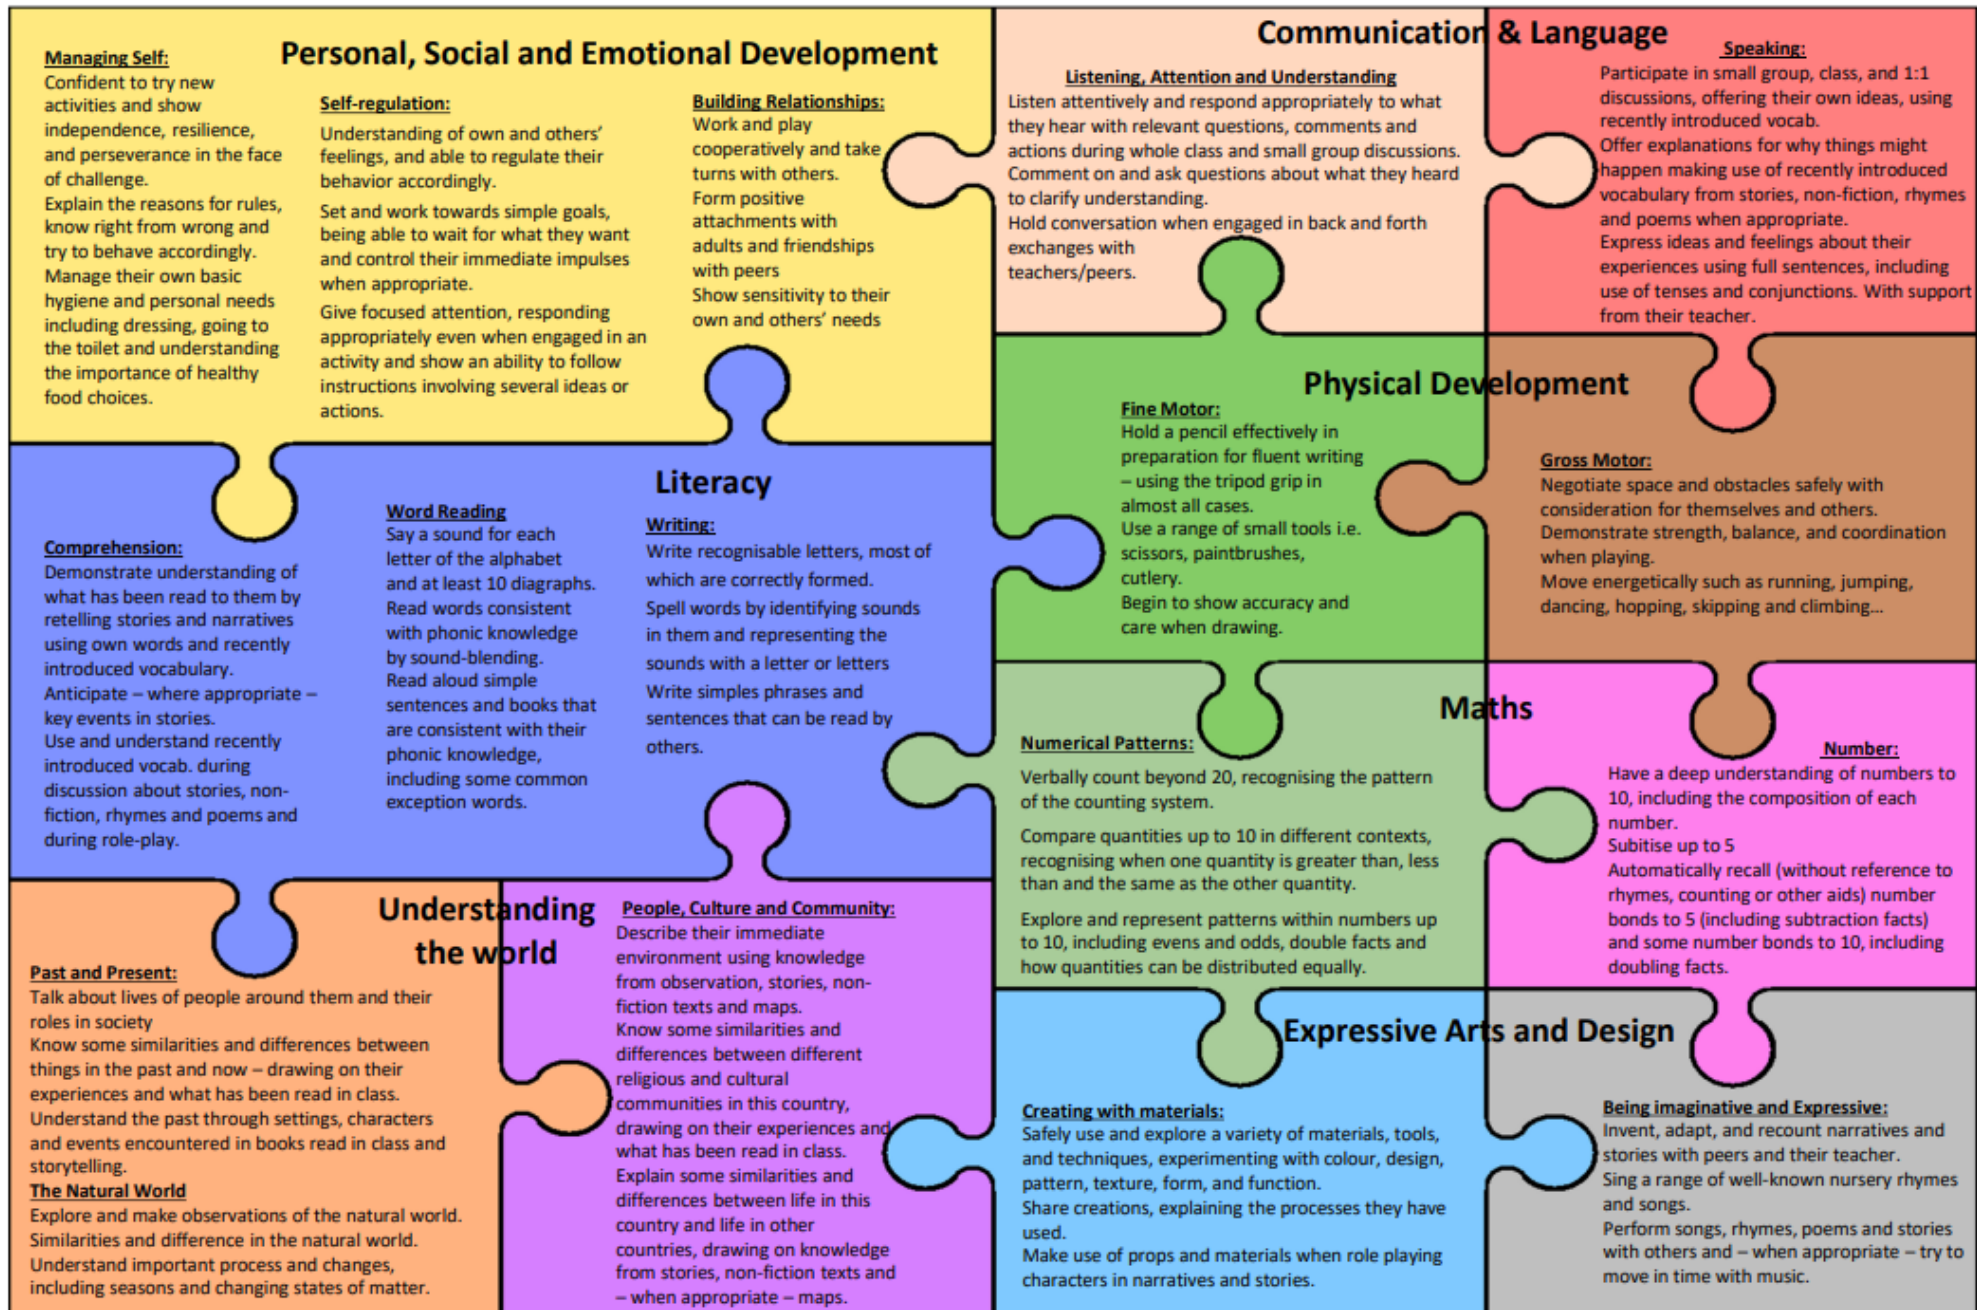 Personal, Social and Emotional Development
Managing Self:
Confident to try new
activities and show
independence, resilience,
and perseverance in the face
of challenge.
Explain the reasons for rules,
know right from wrong and
try to behave accordingly.
Manage their own basic
hygiene and personal needs
including dressing, going to
the toilet and understanding
the importance of healthy
food choices.
Self-regulation:
Understanding of own and others'
feelings, and able to regulate their
behavior accordingly.
Set and work towards simple goals,
being able to wait for what they want
and control their immediate impulses
when appropriate.
Give focused attention, responding
appropriately even when engaged in an
activity and show an ability to follow
instructions involving several ideas or
actions.
Building Relationships:
Work and play
cooperatively and take
turns with others.
Form positive
attachments with
adults and friendships
with peers
Show sensitivity to their
own and others' needs
Communication & Language
Listening, Attention and Understanding
Listen attentively and respond appropriately to what
they hear with relevant questions, comments and
actions during whole class and small group discussions.
Comment on and ask questions about what they heard
to clarify understanding.
Hold conversation when engaged in back and forth
exchanges with
teachers/peers.
Speaking:
Participate in small group, class, and 1:1
discussions, offering their own ideas, using
recently introduced vocab.
Offer explanations for why things might
happen making use of recently introduced
vocabulary from stories, non-fiction, rhymes
and poems when appropriate.
Express ideas and feelings about their
experiences using full sentences, including
use of tenses and conjunctions. With support
from their teacher.
Literacy
Comprehension:
Demonstrate understanding of
what has been read to them by
retelling stories and narratives
using own words and recently
introduced vocabulary.
Anticipate – where appropriate –
key events in stories.
Use and understand recently
introduced vocab. during
discussion about stories, non-
fiction, rhymes and poems and
during role-play.
Word Reading
Say a sound for each
letter of the alphabet
and at least 10 diagraphs.
Read words consistent
with phonic knowledge
by sound-blending.
Read aloud simple
sentences and books that
are consistent with their
phonic knowledge,
including some common
exception words.
Writing:
Write recognisable letters, most of
which are correctly formed.
Spell words by identifying sounds
in them and representing the
sounds with a letter or letters
Write simples phrases and
sentences that can be read by
others.
Physical Development
Fine Motor:
Hold a pencil effectively in
preparation for fluent writing
– using the tripod grip in
almost all cases.
Use a range of small tools i.e.
scissors, paintbrushes,
cutlery.
Begin to show accuracy and
care when drawing.
Gross Motor:
Negotiate space and obstacles safely with
consideration for themselves and others.
Demonstrate strength, balance, and coordination
when playing.
Move energetically such as running, jumping,
dancing, hopping, skipping and climbing...
Maths
Numerical Patterns:
Verbally count beyond 20, recognising the pattern
of the counting system.
Compare quantities up to 10 in different contexts,
recognising when one quantity is greater than, less
than and the same as the other quantity.
Explore and represent patterns within numbers up
to 10, including evens and odds, double facts and
how quantities can be distributed equally.
Number:
Have a deep understanding of numbers to
10, including the composition of each
number.
Subitise up to 5
Automatically recall (without reference to
rhymes, counting or other aids) number
bonds to 5 (including subtraction facts)
and some number bonds to 10, including
doubling facts.
Understanding
the world
Past and Present:
Talk about lives of people around them and their
roles in society
Know some similarities and differences between
things in the past and now – drawing on their
experiences and what has been read in class.
Understand the past through settings, characters
and events encountered in books read in class and
storytelling.
The Natural World
Explore and make observations of the natural world.
Similarities and difference in the natural world.
Understand important process and changes,
including seasons and changing states of matter.
People, Culture and Community:
Describe their immediate
environment using knowledge
from observation, stories, non-
fiction texts and maps.
Know some similarities and
differences between different
religious and cultural
communities in this country,
drawing on their experiences and
what has been read in class.
Explain some similarities and
differences between life in this
country and life in other
countries, drawing on knowledge
from stories, non-fiction texts and
– when appropriate – maps.
Expressive Arts and Design
Creating with materials:
Safely use and explore a variety of materials, tools,
and techniques, experimenting with colour, design,
pattern, texture, form, and function.
Share creations, explaining the processes they have
used.
Make use of props and materials when role playing
characters in narratives and stories.
Being imaginative and Expressive:
Invent, adapt, and recount narratives and
stories with peers and their teacher.
Sing a range of well-known nursery rhymes
and songs.
Perform songs, rhymes, poems and stories
with others and – when appropriate – try to
move in time with music.